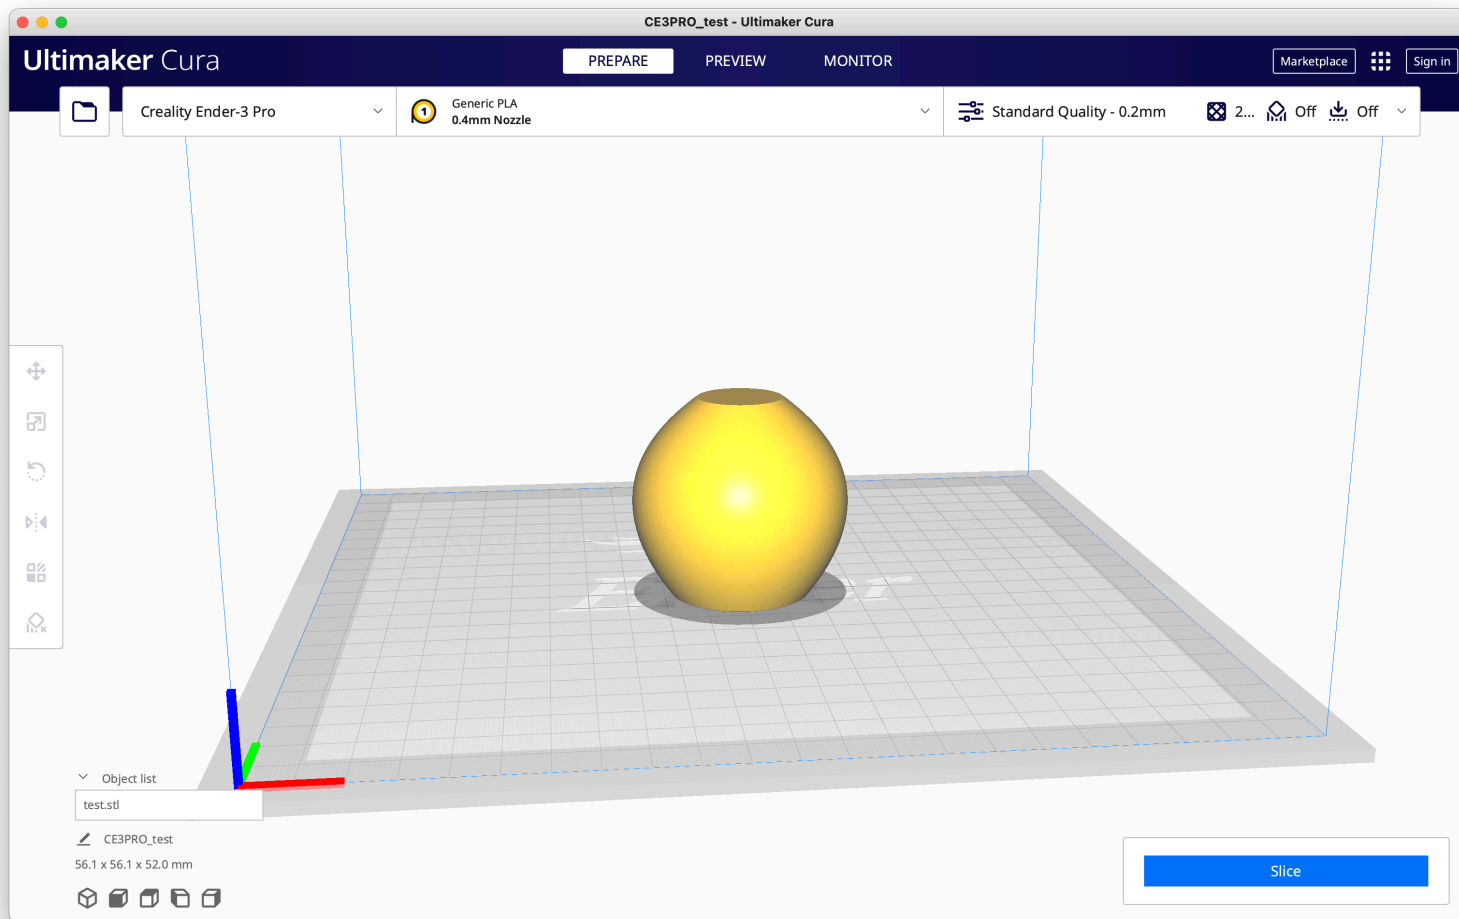 CE3PRO_test - Ultimaker Cura
Ultimaker Cura
PREPARE
PREVIEW
MONITOR
Marketplace
Sign in
Creality Ender-3 Pro
1
Generic PLA
0.4mm Nozzle
Standard Quality - 0.2mm
2...
Off
Off
Object list
test.stl
CE3PRO_test
56.1 x 56.1 x 52.0 mm
Slice